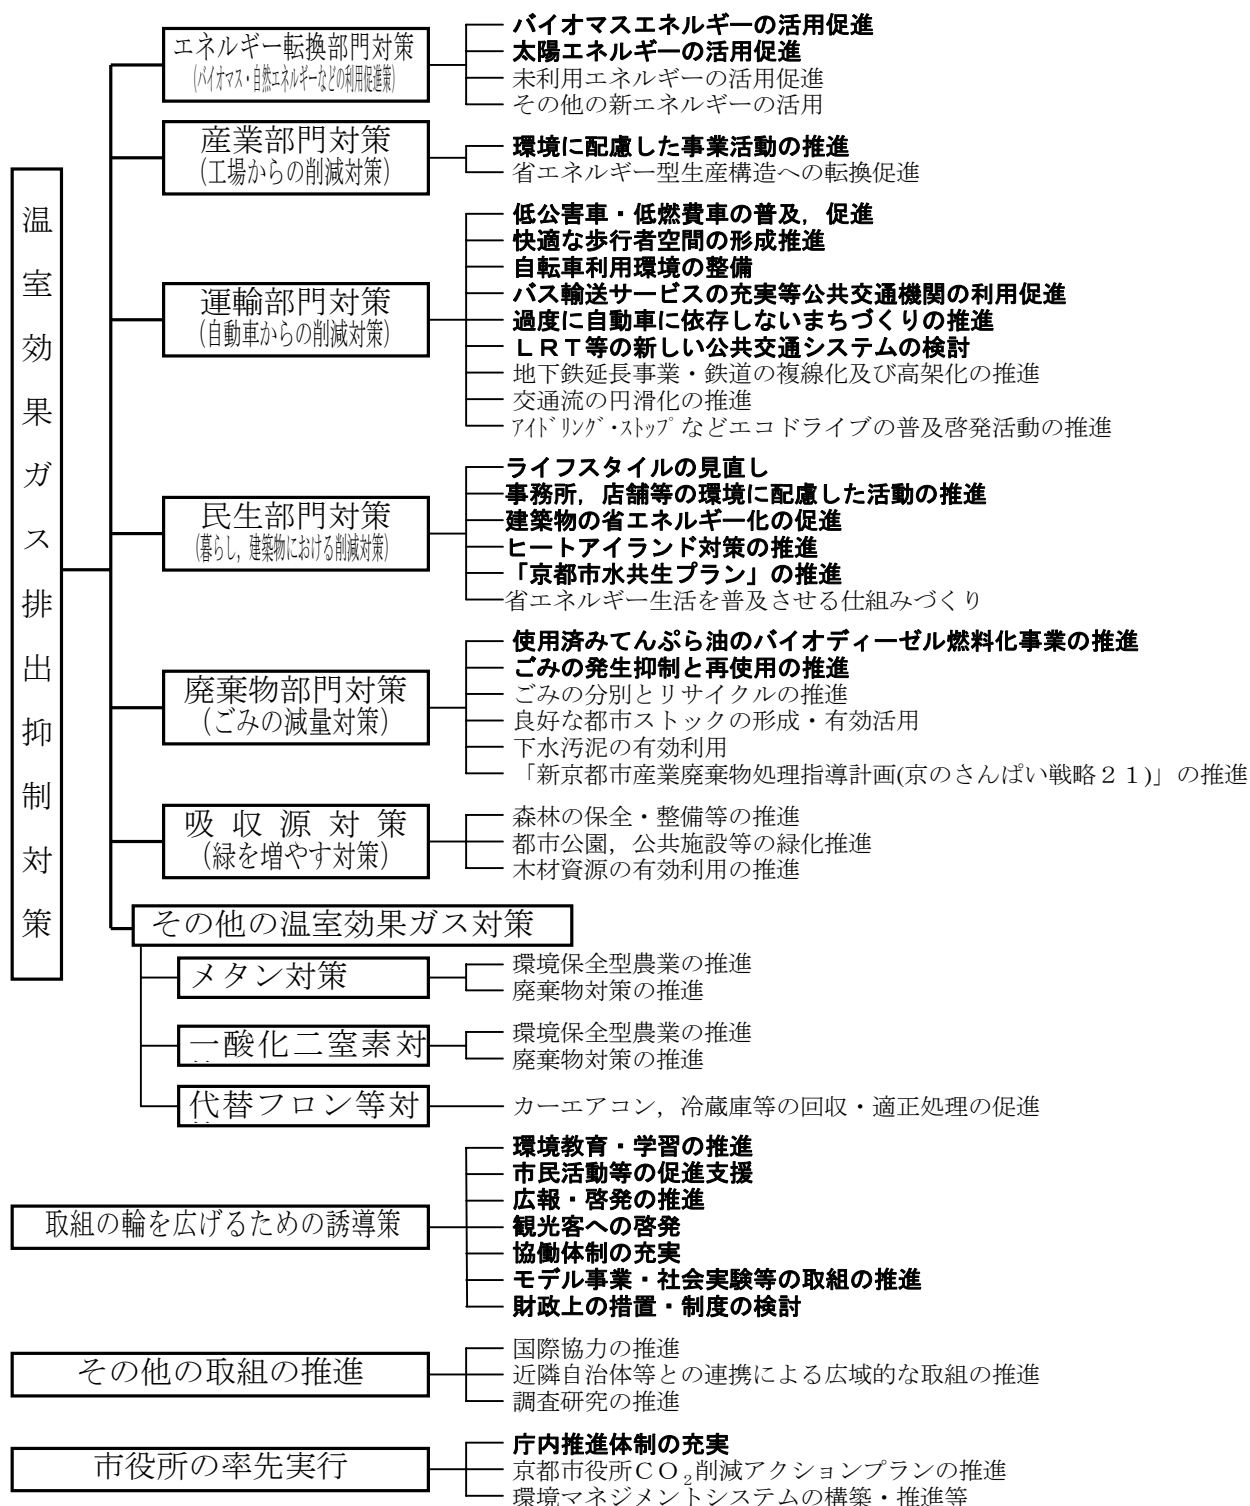 温室効果ガス排出抑制対策
エネルギー転換部門対策
(バイオマス・自然エネルギーなどの利用促進策)
バイオマスエネルギーの活用促進
太陽エネルギーの活用促進
未利用エネルギーの活用促進
その他の新エネルギーの活用
産業部門対策
(工場からの削減対策)
環境に配慮した事業活動の推進
省エネルギー型生産構造への転換促進
運輸部門対策
(自動車からの削減対策)
低公害車・低燃費車の普及，促進
快適な歩行者空間の形成推進
自転車利用環境の整備
バス輸送サービスの充実等公共交通機関の利用促進
過度に自動車に依存しないまちづくりの推進
ＬＲＴ等の新しい公共交通システムの検討
地下鉄延長事業・鉄道の複線化及び高架化の推進
交通流の円滑化の推進
ｱｲﾄﾞﾘﾝｸﾞ・ｽﾄｯﾌﾟなどエコドライブの普及啓発活動の推進
民生部門対策
(暮らし，建築物における削減対策)
ライフスタイルの見直し
事務所，店舗等の環境に配慮した活動の推進
建築物の省エネルギー化の促進
ヒートアイランド対策の推進
「京都市水共生プラン」の推進
省エネルギー生活を普及させる仕組みづくり
廃棄物部門対策
(ごみの減量対策)
使用済みてんぷら油のバイオディーゼル燃料化事業の推進
ごみの発生抑制と再使用の推進
ごみの分別とリサイクルの推進
良好な都市ストックの形成・有効活用
下水汚泥の有効利用
「新京都市産業廃棄物処理指導計画(京のさんぱい戦略２１)」の推進
吸収源対策
(緑を増やす対策)
森林の保全・整備等の推進
都市公園，公共施設等の緑化推進
木材資源の有効利用の推進
その他の温室効果ガス対策
メタン対策
環境保全型農業の推進
廃棄物対策の推進
一酸化二窒素対
環境保全型農業の推進
廃棄物対策の推進
代替フロン等対
カーエアコン，冷蔵庫等の回収・適正処理の促進
取組の輪を広げるための誘導策
環境教育・学習の推進
市民活動等の促進支援
広報・啓発の推進
観光客への啓発
協働体制の充実
モデル事業・社会実験等の取組の推進
財政上の措置・制度の検討
その他の取組の推進
国際協力の推進
近隣自治体等との連携による広域的な取組の推進
調査研究の推進
市役所の率先実行
庁内推進体制の充実
京都市役所ＣＯ₂削減アクションプランの推進
環境マネジメントシステムの構築・推進等